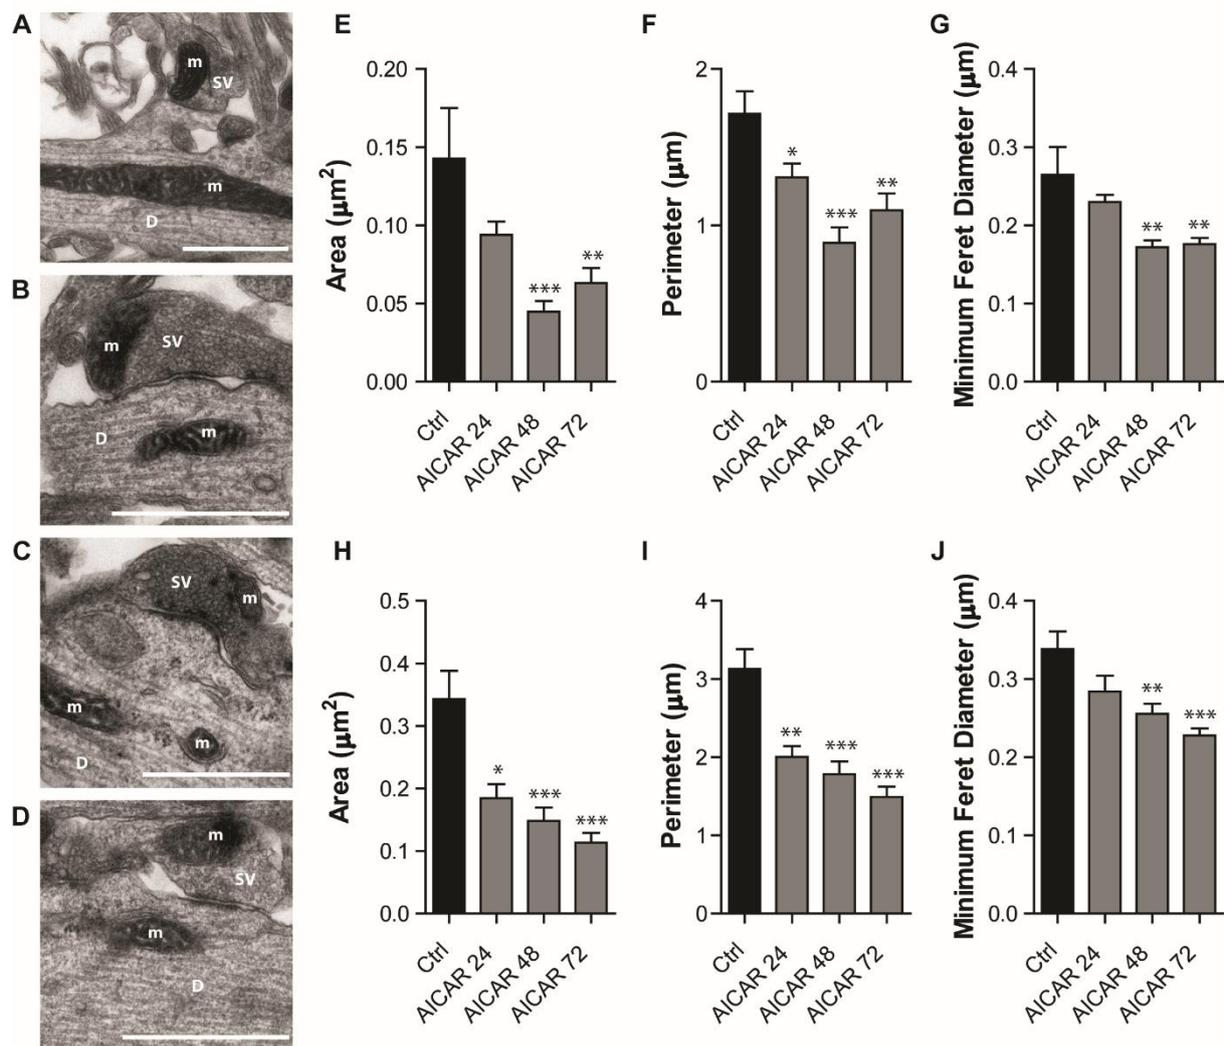 A
m
SV
m
D
B
m
SV
D
m
C
SV
m
m
m
D
D
m
SV
m
D
E
Area (μm²)
0.20
0.15
0.10
0.05
0.00
***
**
Ctrl
AICAR 24
AICAR 48
AICAR 72
F
Perimeter (μm)
2
1
0
*
***
**
Ctrl
AICAR 24
AICAR 48
AICAR 72
G
Minimum Feret Diameter (μm)
0.4
0.3
0.2
0.1
0.0
**
**
Ctrl
AICAR 24
AICAR 48
AICAR 72
H
Area (μm²)
0.5
0.4
0.3
0.2
0.1
0.0
*
***
***
Ctrl
AICAR 24
AICAR 48
AICAR 72
I
Perimeter (μm)
4
3
2
1
0
**
***
***
Ctrl
AICAR 24
AICAR 48
AICAR 72
J
Minimum Feret Diameter (μm)
0.4
0.3
0.2
0.1
0.0
**
***
Ctrl
AICAR 24
AICAR 48
AICAR 72